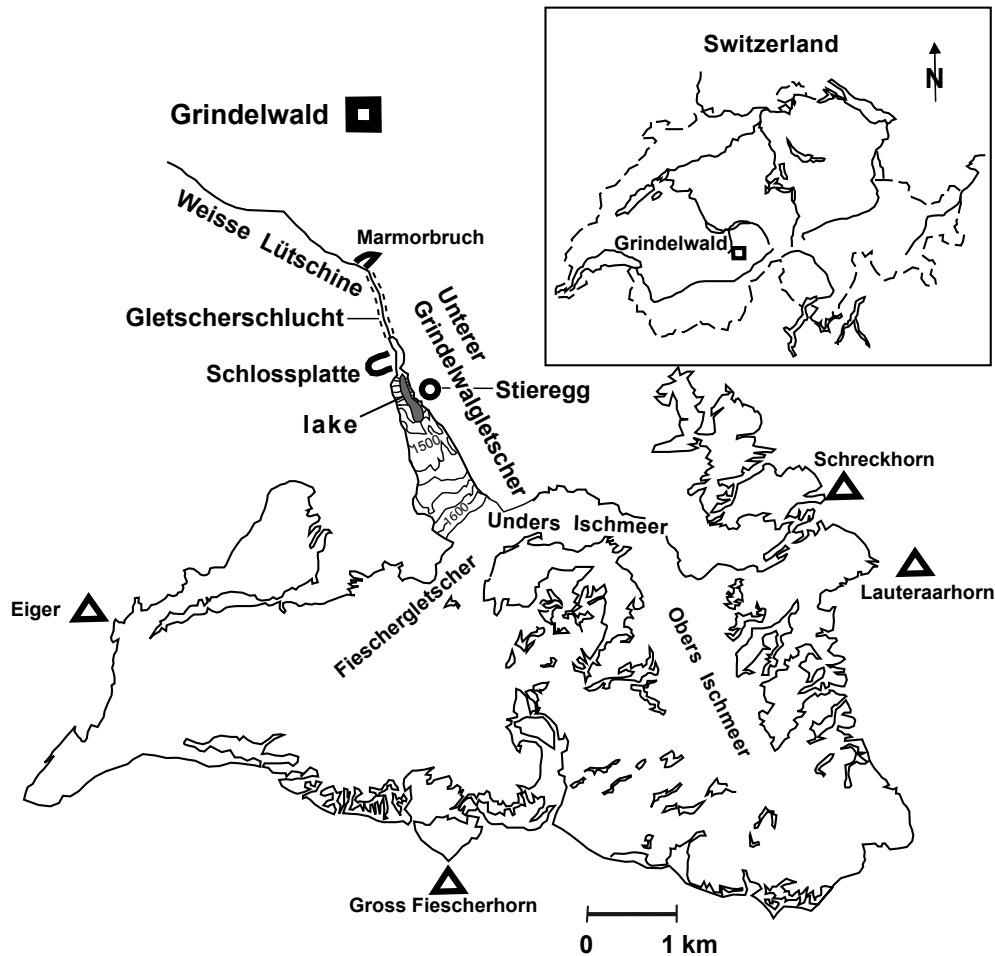 Switzerland
N
Grindelwald
Grindelwald
Weisse Lütschine
Marmorbruch
Gletscherschlucht
Unterer
Grindelwalgletscher
Schlossplatte
Stieregg
lake
1500
1600
Schreckhorn
Unders Ischmeer
Lauteraarhorn
Eiger
Fieschergletscher
Obers Ischmeer
Gross Fiescherhorn
0 1 km